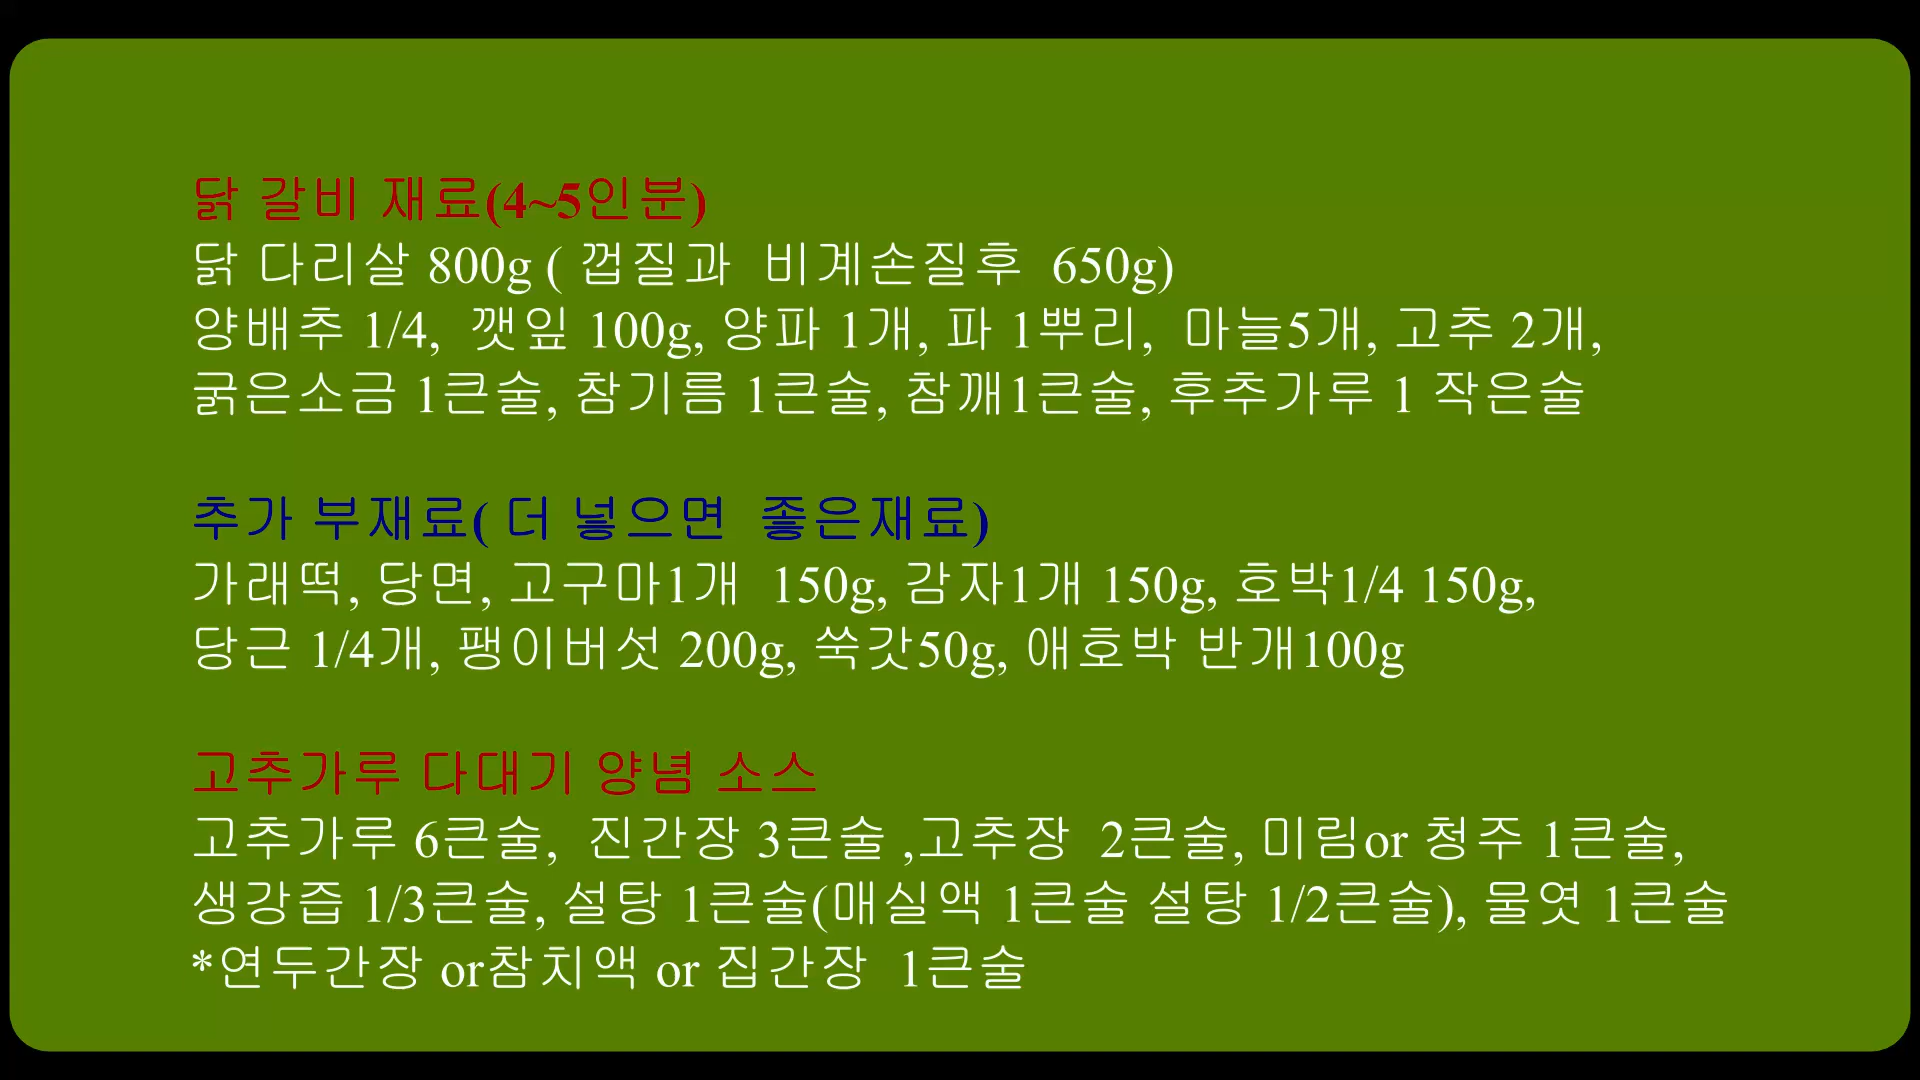 닭 갈비 재료(4~5인분)
닭 다리살 800g ( 껍질과 비계손질후 650g)
양배추 1/4, 깻잎 100g, 양파 1개, 파 1뿌리, 마늘5개, 고추 2개,
굵은소금 1큰술, 참기름 1큰술, 참깨1큰술, 후추가루 1 작은술
추가 부재료( 더 넣으면 좋은재료)
가래떡, 당면, 고구마1개 150g, 감자1개 150g, 호박1/4 150g,
당근 1/4개, 팽이버섯 200g, 쑥갓50g, 애호박 반개100g
고추가루 다대기 양념 소스
고추가루 6큰술, 진간장 3큰술 ,고추장 2큰술, 미림or 청주 1큰술,
생강즙 1/3큰술, 설탕 1큰술(매실액 1큰술 설탕 1/2큰술), 물엿 1큰술
*연두간장 or참치액 or 집간장 1큰술